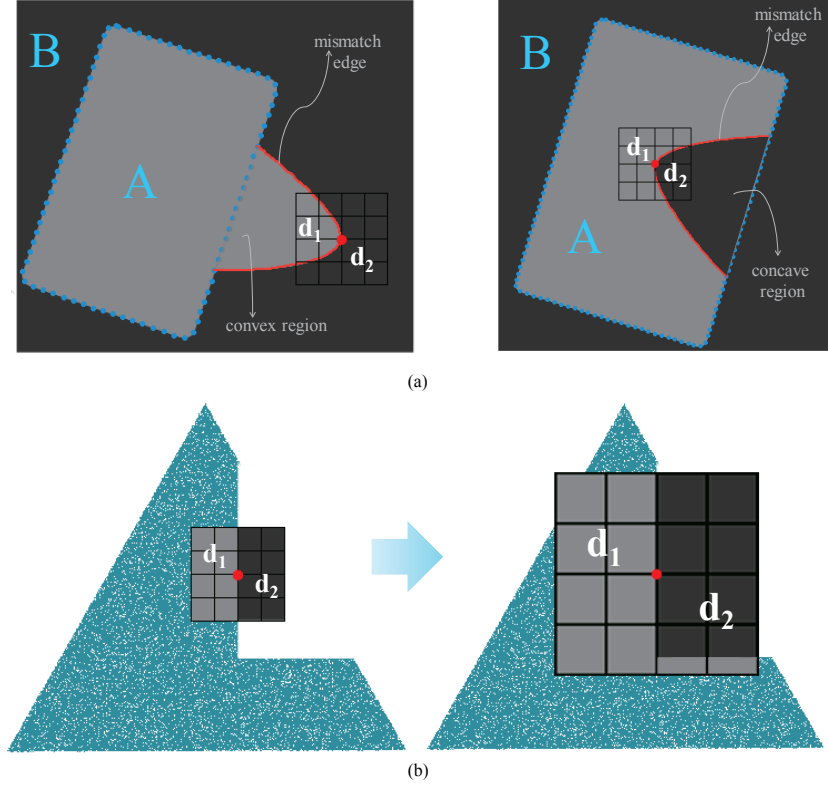 B
mismatch
edge
A
d1
d2
convex region
B
mismatch
edge
d1
d2
A
concave
region
(a)
d1
d2
d1
d2
(b)